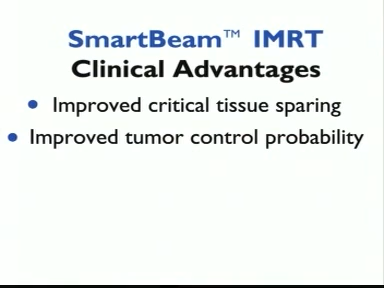 SmartBeam™ IMRT
Clinical Advantages
• Improved critical tissue sparing
• Improved tumor control probability